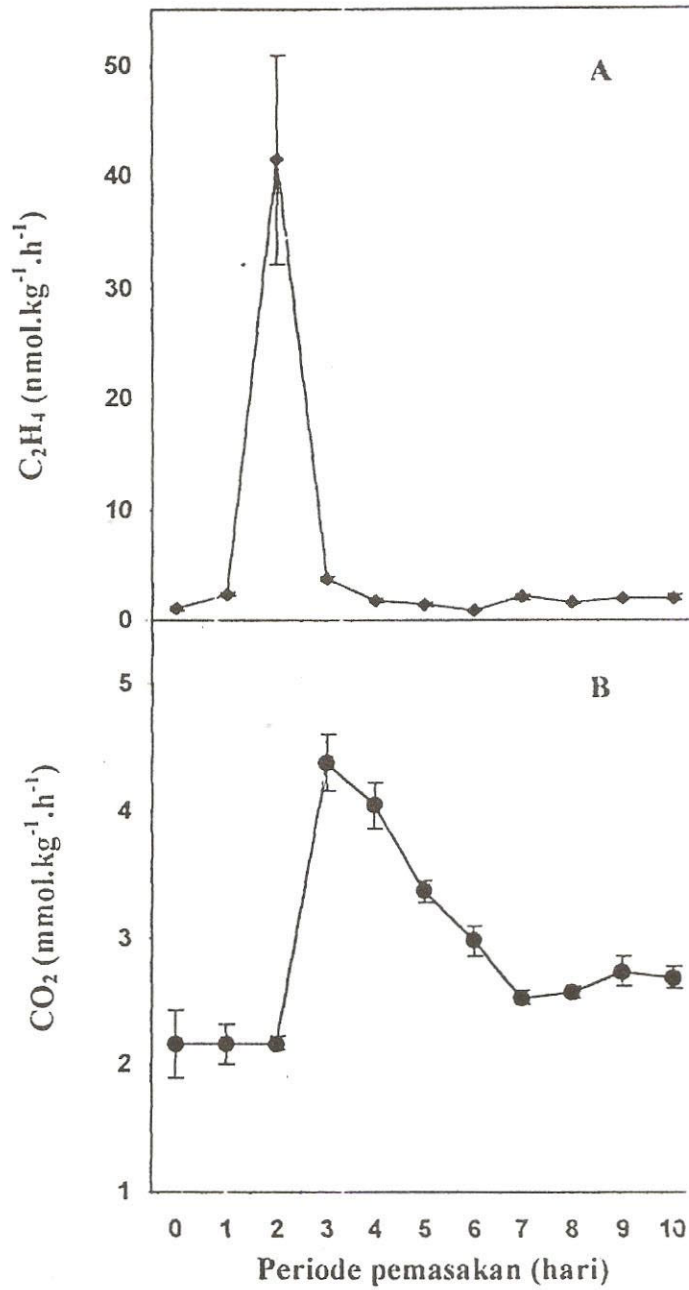 A
50
40
30
20
10
0
C₂H₄ (nmol.kg⁻¹.h⁻¹)
B
5
4
3
2
1
CO₂ (mmol.kg⁻¹.h⁻¹)
0 1 2 3 4 5 6 7 8 9 10
Periode pemasakan (hari)